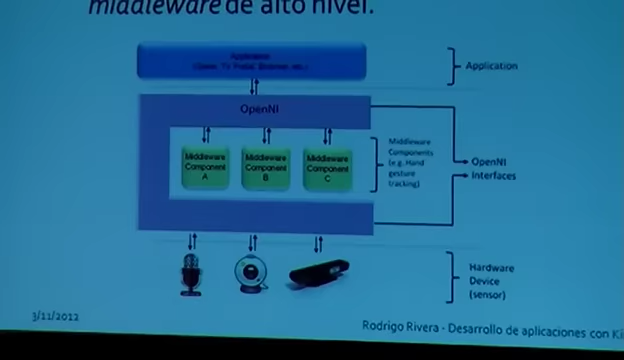 middleware de alto nivel.
Application
Application
OpenNI
Middleware
Component
A
Middleware
Component
B
Middleware
Component
C
Middleware
Components
(e.g. Hand
gesture
tracking)
OpenNI
Interfaces
Hardware
Device
(sensor)
3/11/2012
Rodrigo Rivera - Desarrollo de aplicaciones con Ki